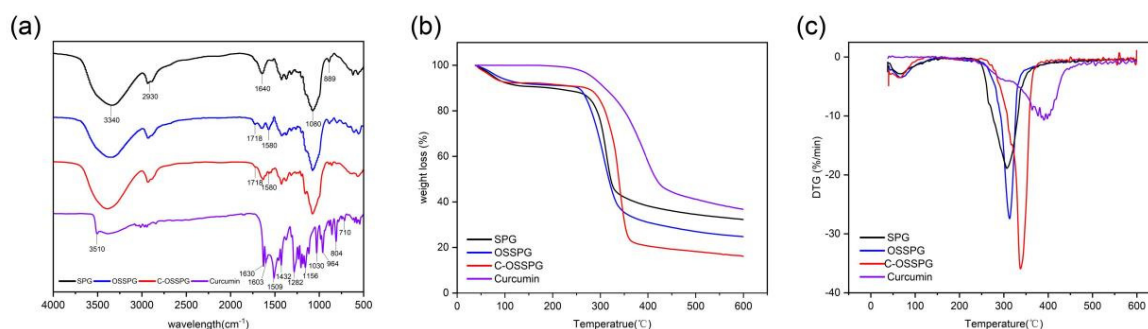 (a)
889
2930
1640
3340
1080
1718
1580
1718
1580
3510
710
804
964
1030
1630
1603
1432
1156
1509
1282
SPG OSSPG C-OSSPG Curcumin
4000 3500 3000 2500 2000 1500 1000 500
wavelength(cm⁻¹)
(b)
weight loss (%)
100
80
60
40
20
0
SPG
OSSPG
C-OSSPG
Curcumin
0 100 200 300 400 500 600
Temperatrue(℃)
(c)
DTG (%/min)
10
0
-10
-20
-30
-40
SPG
OSSPG
C-OSSPG
Curcumin
0 100 200 300 400 500 600
Temperature(℃)